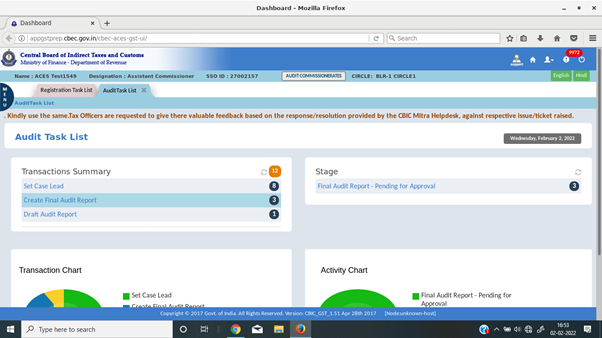 Dashboard - Mozilla Firefox
Dashboard
appgstprep.cbec.gov.in/cbec-aces-gst-ui/
Search
Central Board of Indirect Taxes and Customs
Ministry of Finance - Department of Revenue
9972
Name : ACES Test1549 Designation : Assistant Commissioner SSO ID : 27002157 AUDIT COMMISSIONERATES CIRCLE: BLR-1 CIRCLE1 English Hindi
MENU
Registration Task List AuditTask List
AuditTask List
. Kindly use the same.Tax Officers are requested to give there valuable feedback based on the response/resolution provided by the CBIC Mitra Helpdesk, against respective issue/ticket raised.
Audit Task List
Wednesday, February 2, 2022
Transactions Summary 12
Set Case Lead 8
Create Final Audit Report 3
Draft Audit Report 1
Stage
Final Audit Report - Pending for Approval 3
Transaction Chart
Set Case Lead
Create Final Audit Report
Activity Chart
Final Audit Report - Pending for
Approval
Copyright © 2017 Govt. of India. All Rights Reserved. Version: CBIC_GST_1.51 Apr 28th 2017 [Node:unknown-host]
Type here to search
16:53
02-02-2022